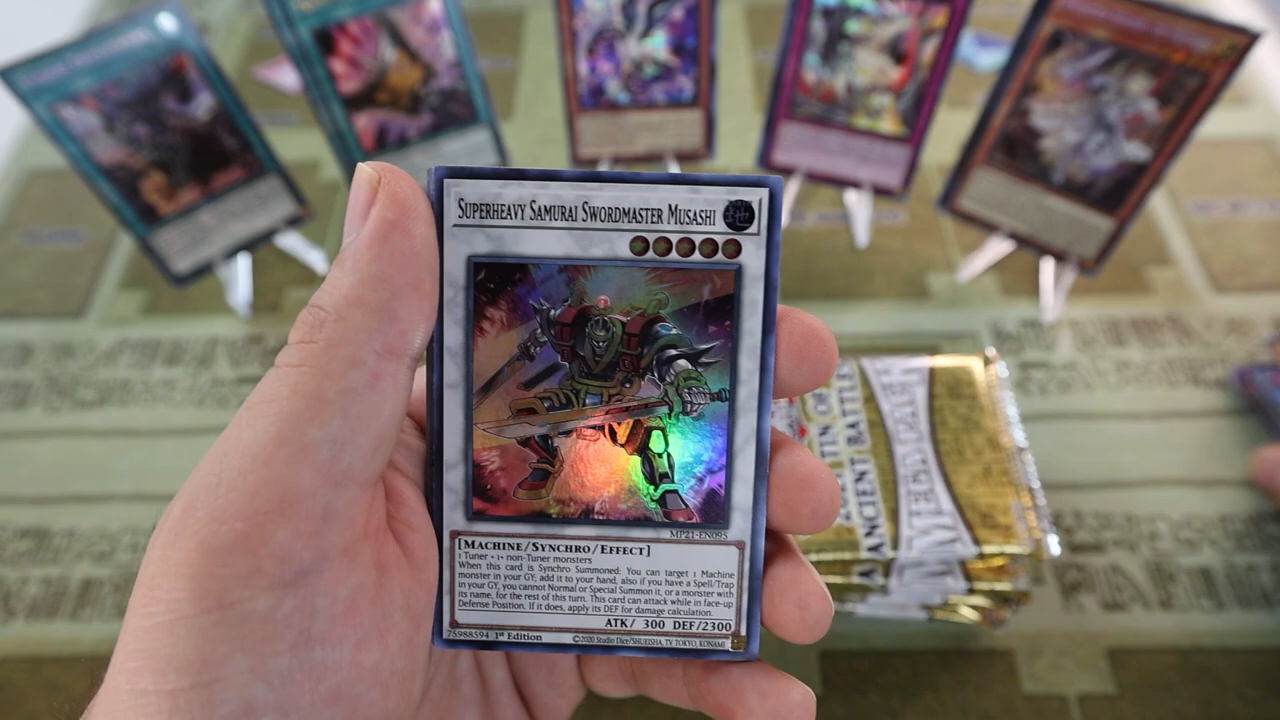 SUPERHEAVY SAMURAI SWORDMASTER MUSASHI
地
MP21-EN095
[MACHINE/SYNCHRO/EFFECT]
1 Tuner + 1+ non-Tuner monsters
When this card is Synchro Summoned: You can target 1 Machine
monster in your GY; add it to your hand, also if you have a Spell/Trap
in your GY, you cannot Normal or Special Summon it, or a monster with
its name, for the rest of this turn. This card can attack while in face-up
Defense Position. If it does, apply its DEF for damage calculation.
ATK/ 300 DEF/2300
75988594 1st Edition ©2020 Studio Dice/SHUEISHA, TV TOKYO, KONAMI
TIN OF
ANCIENT BATTLES